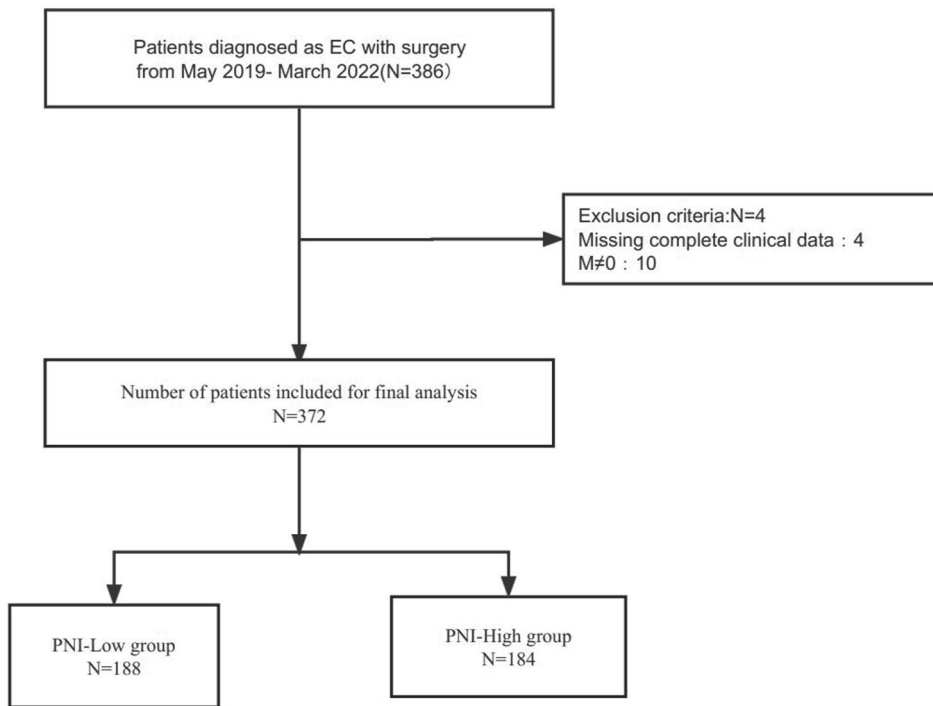 Patients diagnosed as EC with surgery
from May 2019- March 2022(N=386）
Exclusion criteria:N=4
Missing complete clinical data：4
M≠0：10
Number of patients included for final analysis
N=372
PNI-Low group
N=188
PNI-High group
N=184